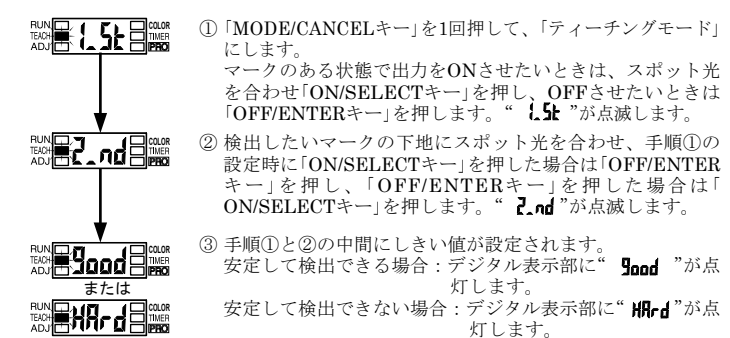 RUN COLOR
TEACH 1_St TIMER
ADJ PRO
① 「MODE/CANCELキー」を1回押して、「ティーチングモード」
にします。
マークのある状態で出力をONさせたいときは、スポット光
を合わせ「ON/SELECTキー」を押し、OFFさせたいときは
「OFF/ENTERキー」を押します。“ 1_St ”が点滅します。
RUN COLOR
TEACH 2_nd TIMER
ADJ PRO
② 検出したいマークの下地にスポット光を合わせ、手順①の
設定時に「ON/SELECTキー」を押した場合は「OFF/ENTER
キー」を押し、「OFF/ENTERキー」を押した場合は「
ON/SELECTキー」を押します。“ 2_nd ”が点滅します。
RUN COLOR
TEACH good TIMER
ADJ PRO
または
RUN COLOR
TEACH HArd TIMER
ADJ PRO
③ 手順①と②の中間にしきい値が設定されます。
安定して検出できる場合：デジタル表示部に“ good ”が点
灯します。
安定して検出できない場合：デジタル表示部に“ HArd ”が点
灯します。